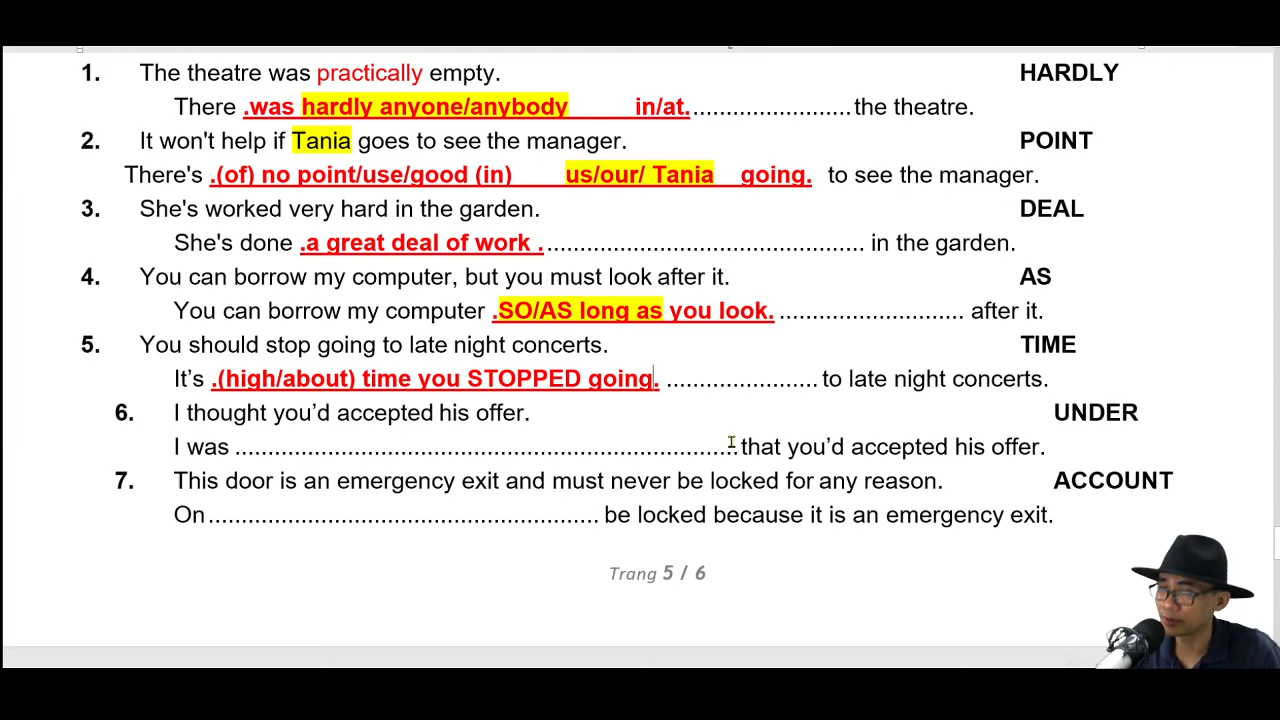 1. The theatre was practically empty. HARDLY
There .was hardly anyone/anybody in/at.........................the theatre.
2. It won't help if Tania goes to see the manager. POINT
There's .(of) no point/use/good (in) us/our/ Tania going. to see the manager.
3. She's worked very hard in the garden. DEAL
She's done .a great deal of work ................................................. in the garden.
4. You can borrow my computer, but you must look after it. AS
You can borrow my computer .SO/AS long as you look. ............................ after it.
5. You should stop going to late night concerts. TIME
It's .(high/about) time you STOPPED going. ....................... to late night concerts.
6. I thought you'd accepted his offer. UNDER
I was ............................................................................that you'd accepted his offer.
7. This door is an emergency exit and must never be locked for any reason. ACCOUNT
On........................................................... be locked because it is an emergency exit.
Trang 5 / 6